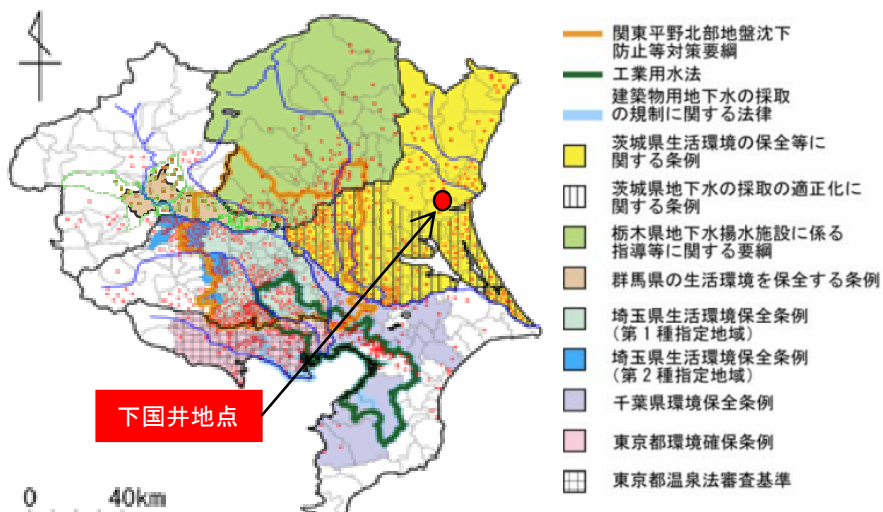 関東平野北部地盤沈下
防止等対策要綱
工業用水法
建築物用地下水の採取
の規制に関する法律
茨城県生活環境の保全等に
関する条例
茨城県地下水の採取の適正化に
関する条例
栃木県地下水揚水施設に係る
指導等に関する要綱
群馬県の生活環境を保全する条例
埼玉県生活環境保全条例
(第1種指定地域)
埼玉県生活環境保全条例
(第2種指定地域)
千葉県環境保全条例
東京都環境確保条例
東京都温泉法審査基準
下国井地点
0 40km